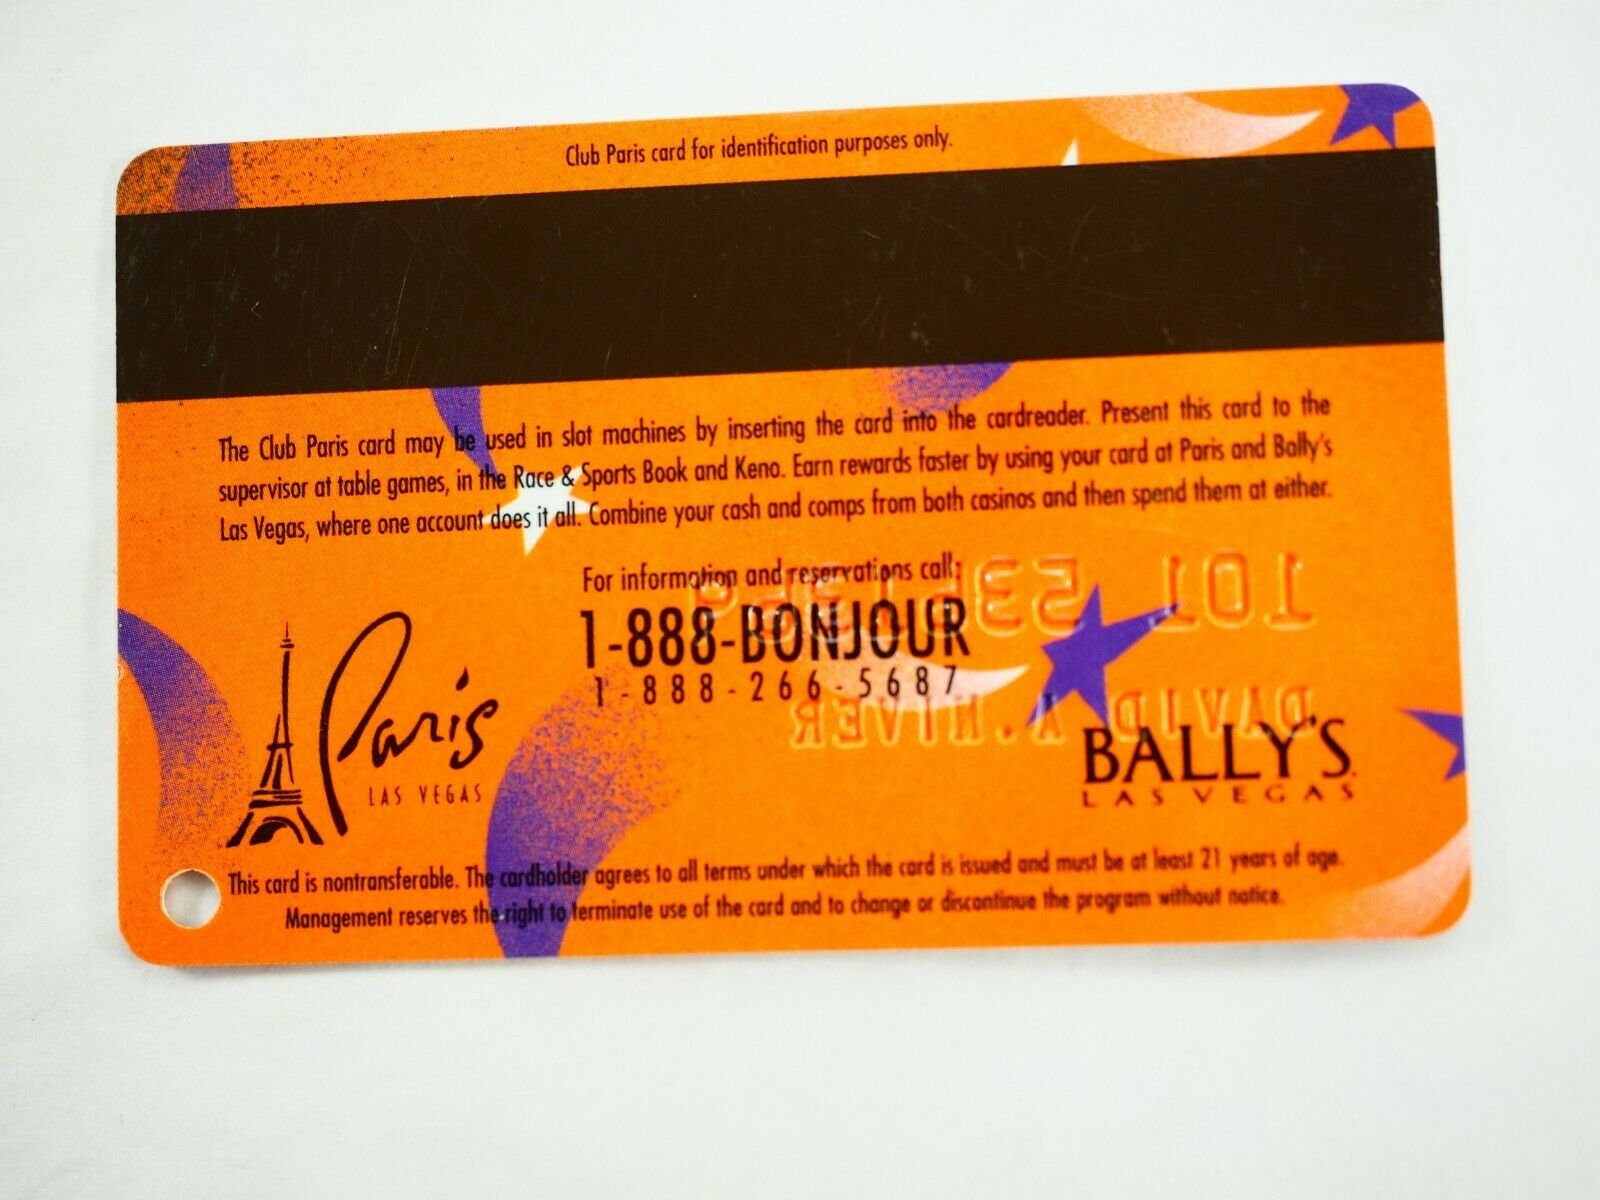 Club Paris card for identification purposes only.
The Club Paris card may be used in slot machines by inserting the card into the cardreader. Present this card to the
supervisor at table games, in the Race & Sports Book and Keno. Earn rewards faster by using your card at Paris and Bally's
Las Vegas, where one account does it all. Combine your cash and comps from both casinos and then spend them at either.
For information and reservations call:
1-888-BONJOUR
1-888-266-5687
101
DAVID
NIVER
Paris
LAS VEGAS
BALLY'S
LAS VEGAS
This card is nontransferable. The cardholder agrees to all terms under which the card is issued and must be at least 21 years of age.
Management reserves the right to terminate use of the card and to change or discontinue the program without notice.